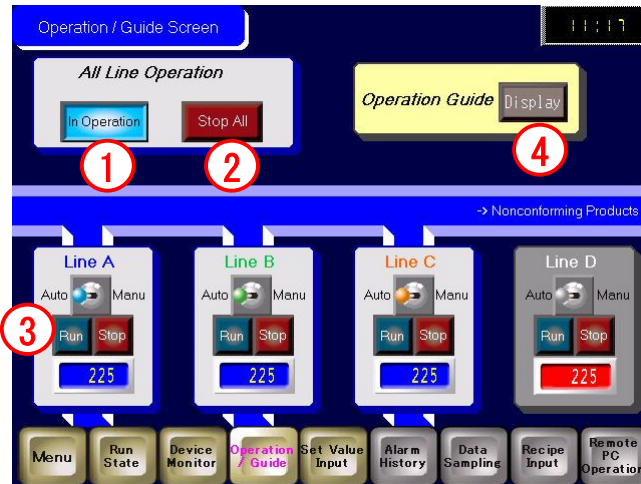 Operation / Guide Screen
11:17
All Line Operation
In Operation
Stop All
1
2
Operation Guide
Display
4
-> Nonconforming Products
Line A
Auto
Manu
3
Run
Stop
225
Line B
Auto
Manu
Run
Stop
225
Line C
Auto
Manu
Run
Stop
225
Line D
Auto
Manu
Run
Stop
225
Menu
Run
State
Device
Monitor
Operation
/ Guide
Set Value
Input
Alarm
History
Data
Sampling
Recipe
Input
Remote
PC
Operation